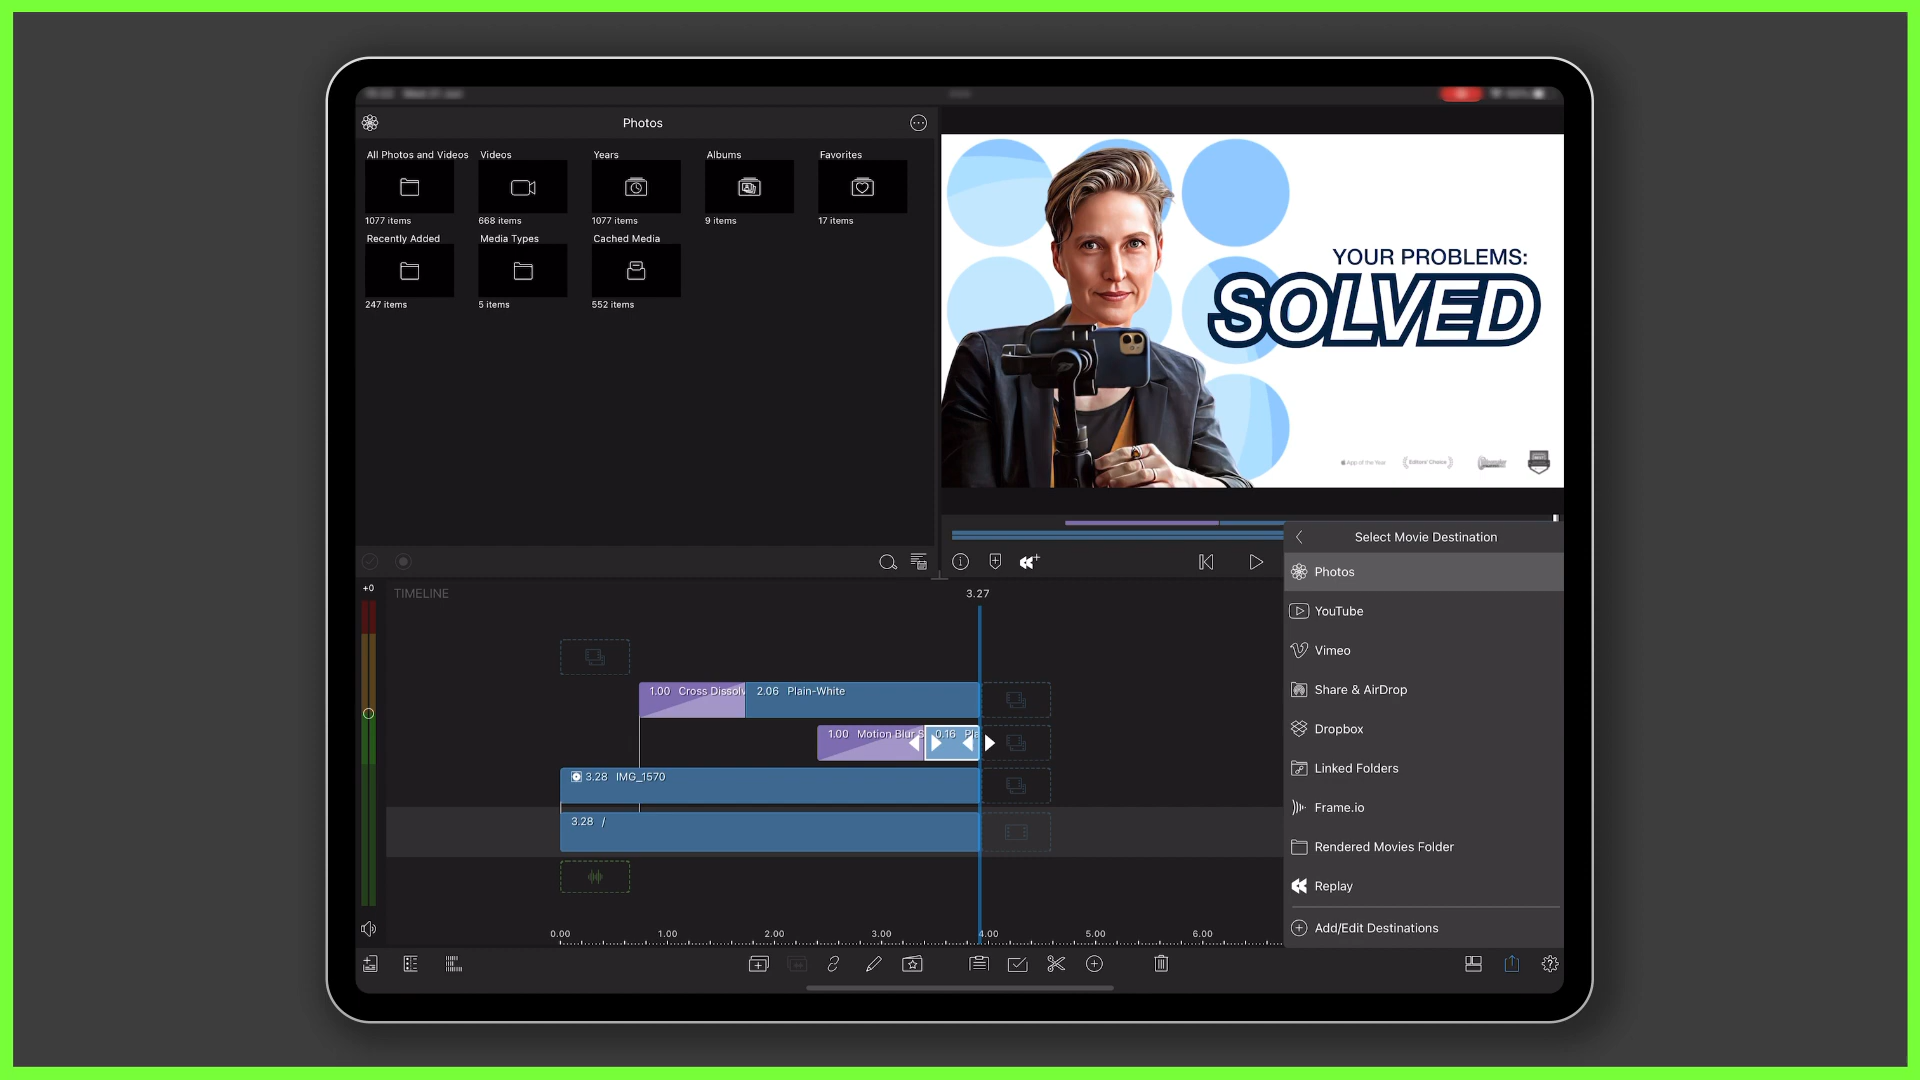 Photos
All Photos and Videos
Videos
Years
Albums
Favorites
1077 items
668 items
1077 items
9 items
17 items
Recently Added
Media Types
Cached Media
247 items
5 items
552 items
YOUR PROBLEMS:
SOLVED
App of the Year
Editors' Choice
Select Movie Destination
Photos
YouTube
Vimeo
Share & AirDrop
Dropbox
Linked Folders
Frame.io
Rendered Movies Folder
Replay
Add/Edit Destinations
+0
TIMELINE
3.27
1.00 Cross Dissolv
2.06 Plain-White
1.00 Motion Blur S
0.16 Pla
3.28 IMG_1570
3.28 /
0.00
1.00
2.00
3.00
4.00
5.00
6.00